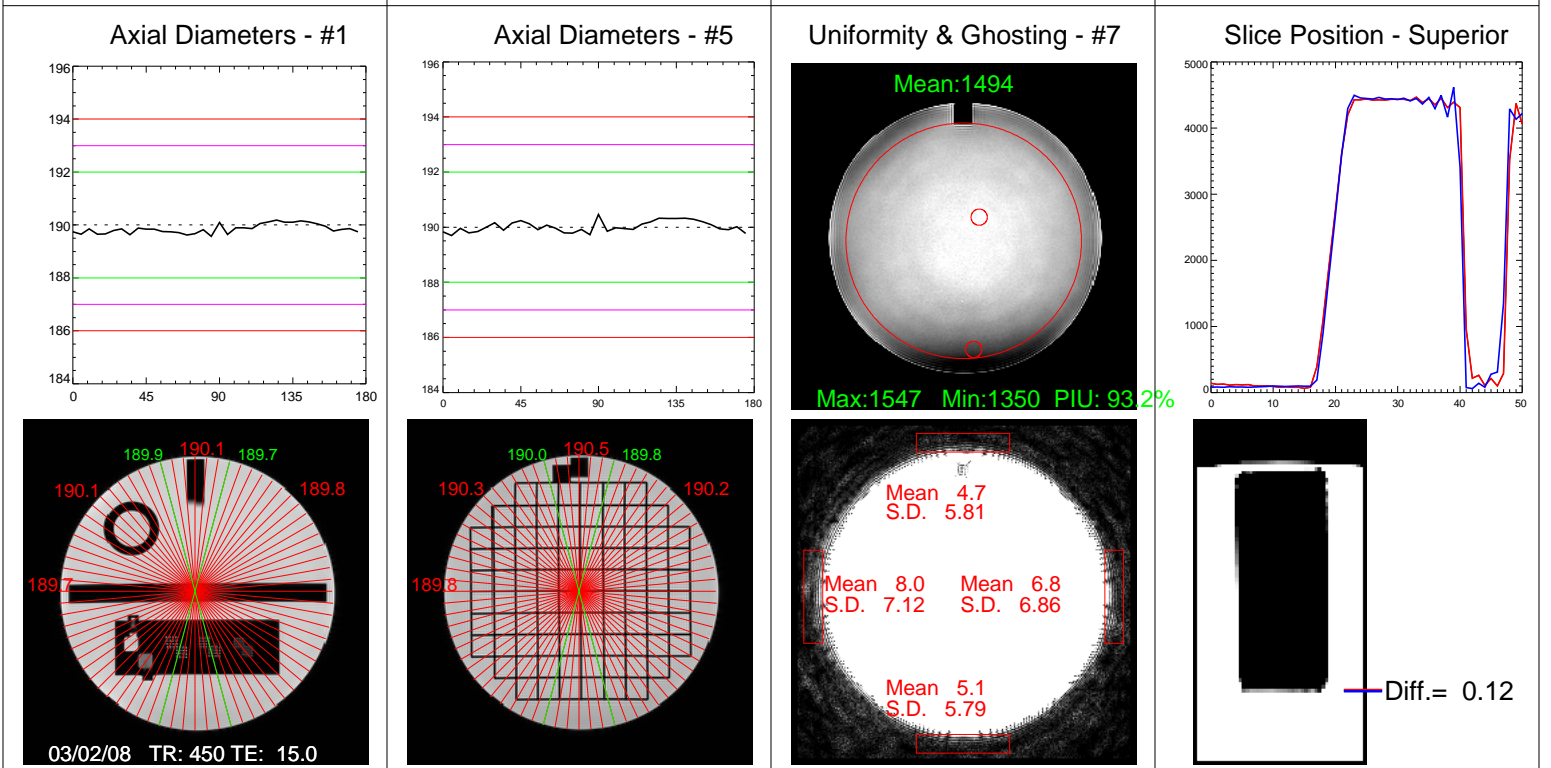 Axial Diameters - #1
Axial Diameters - #5
Uniformity & Ghosting - #7
Slice Position - Superior
196
194
192
190
188
186
184
0 45 90 135 180
196
194
192
190
188
186
184
0 45 90 135 180
Mean:1494
Max:1547 Min:1350 PIU: 93.2%
5000
4000
3000
2000
1000
0
0 10 20 30 40 50
189.9 190.1 189.7
190.1 189.8
189.7
03/02/08 TR: 450 TE: 15.0
190.0 190.5 189.8
190.3 190.2
189.8
Mean 4.7
S.D. 5.81
Mean 8.0 Mean 6.8
S.D. 7.12 S.D. 6.86
Mean 5.1
S.D. 5.79
Diff.= 0.12